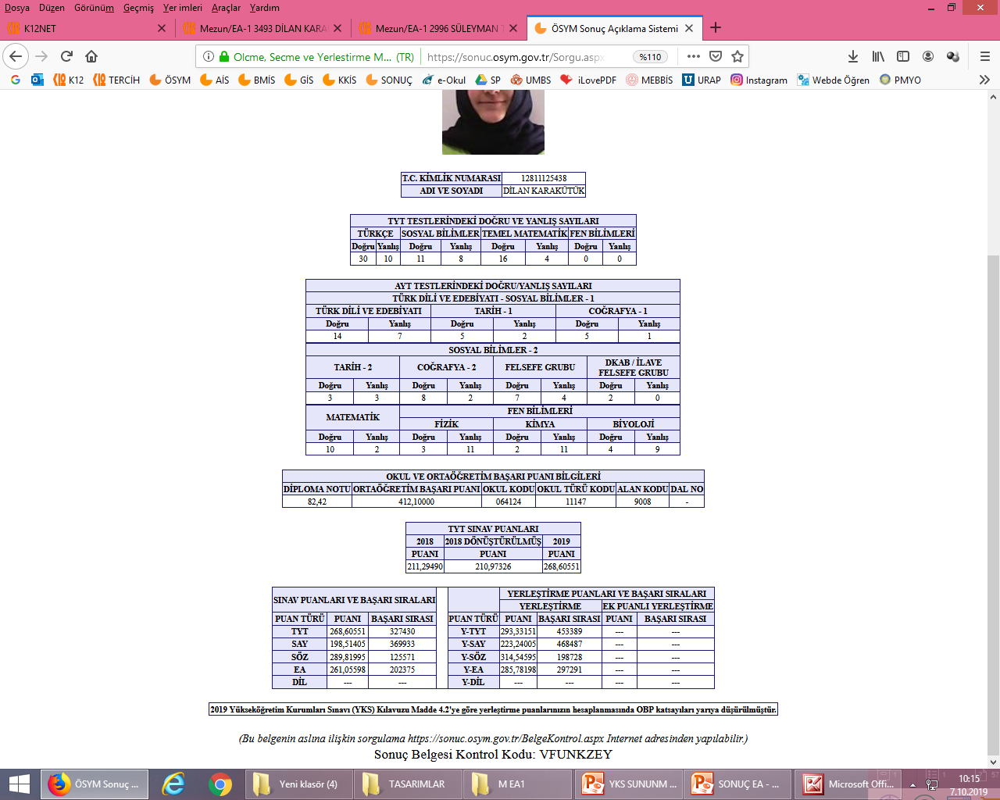 Dosya Düzen Görünüm Geçmiş Yer imleri Araçlar Yardım
K12NET
Mezun/EA-1 3493 DİLAN KARA
Mezun/EA-1 2996 SÜLEYMAN T
ÖSYM Sonuç Açıklama Sistemi
Olcme, Secme ve Yerlestirme M... (TR)
https://sonuc.osym.gov.tr/Sorgu.aspx
%110
K12 TERCİH ÖSYM AİS BMİS GİS KKİS SONUÇ e-Okul SP UMBS iLovePDF MEBBİS URAP Instagram Webde Öğren PMYO
T.C. KİMLİK NUMARASI 12811125438
ADI VE SOYADI DİLAN KARAKÜTÜK
TYT TESTLERİNDEKİ DOĞRU VE YANLIŞ SAYILARI
TÜRKÇE SOSYAL BİLİMLER TEMEL MATEMATİK FEN BİLİMLERİ
Doğru Yanlış Doğru Yanlış Doğru Yanlış Doğru Yanlış
30 10 11 8 16 4 0 0
AYT TESTLERİNDEKİ DOĞRU/YANLIŞ SAYILARI
TÜRK DİLİ VE EDEBİYATI - SOSYAL BİLİMLER - 1
TÜRK DİLİ VE EDEBİYATI TARİH - 1 COĞRAFYA - 1
Doğru Yanlış Doğru Yanlış Doğru Yanlış
14 7 5 2 5 1
SOSYAL BİLİMLER - 2
TARİH - 2 COĞRAFYA - 2 FELSEFE GRUBU DKAB / İLAVE FELSEFE GRUBU
Doğru Yanlış Doğru Yanlış Doğru Yanlış Doğru Yanlış
3 3 8 2 7 4 2 0
MATEMATİK FEN BİLİMLERİ
FİZİK KİMYA BİYOLOJİ
Doğru Yanlış Doğru Yanlış Doğru Yanlış Doğru Yanlış
10 2 3 11 2 11 4 9
OKUL VE ORTAÖĞRETİM BAŞARI PUANI BİLGİLERİ
DİPLOMA NOTU ORTAÖĞRETİM BAŞARI PUANI OKUL KODU OKUL TÜRÜ KODU ALAN KODU DAL NO
82,42 412,10000 064124 11147 9008 -
TYT SINAV PUANLARI
2018 2018 DÖNÜŞTÜRÜLMÜŞ 2019
PUANI PUANI PUANI
211,29490 210,97326 268,60551
SINAV PUANLARI VE BAŞARI SIRALARI
PUAN TÜRÜ PUANI BAŞARI SIRASI
TYT 268,60551 327430
SAY 198,51405 369933
SÖZ 289,81995 125571
EA 261,05598 202375
DİL --- ---
YERLEŞTİRME PUANLARI VE BAŞARI SIRALARI
YERLEŞTİRME EK PUANLI YERLEŞTİRME
PUAN TÜRÜ PUANI BAŞARI SIRASI PUANI BAŞARI SIRASI
Y-TYT 293,33151 453389 --- ---
Y-SAY 223,24005 468487 --- ---
Y-SÖZ 314,54595 198728 --- ---
Y-EA 285,78198 297291 --- ---
Y-DİL --- --- --- ---
2019 Yükseköğretim Kurumları Sınavı (YKS) Kılavuzu Madde 4.2'ye göre yerleştirme puanlarınızın hesaplanmasında OBP katsayıları yarıya düşürülmüştür.
(Bu belgenin aslına ilişkin sorgulama https://sonuc.osym.gov.tr/BelgeKontrol.aspx Internet adresinden yapılabilir.)
Sonuç Belgesi Kontrol Kodu: VFUNKZEY
ÖSYM Sonuç ...
Yeni klasör (4)
TASARIMLAR
M EA1
YKS SUNUNM ...
SONUÇ EA - ...
Microsoft Offi...
10:15
7.10.2019